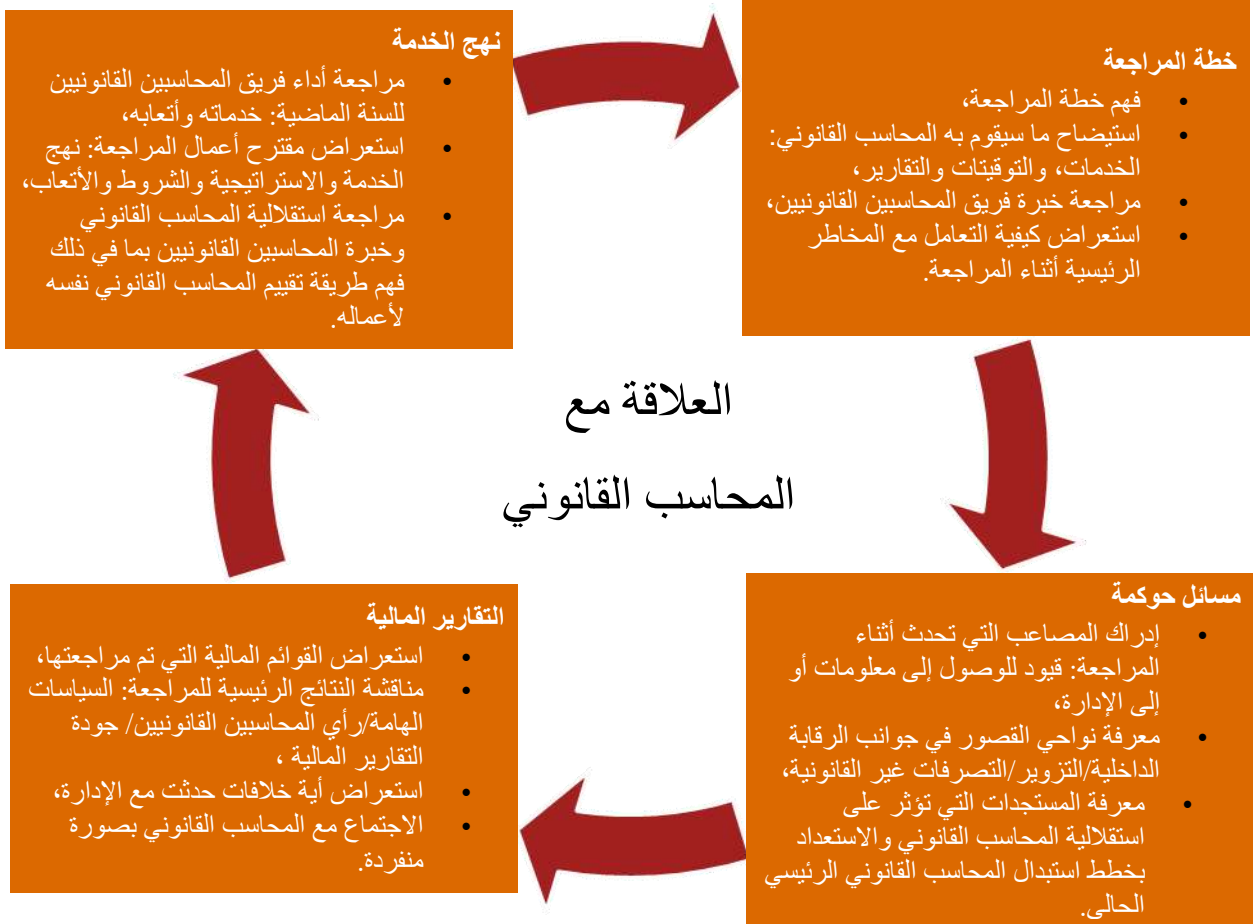 نهج الخدمة
• مراجعة أداء فريق المحاسبين القانونيين
للسنة الماضية: خدماته وأتعابه،
• استعراض مقترح أعمال المراجعة: نهج
الخدمة والاستراتيجية والشروط والأتعاب،
• مراجعة استقلالية المحاسب القانوني
وخبرة المحاسبين القانونيين بما في ذلك
فهم طريقة تقييم المحاسب القانوني نفسه
لأعماله.
خطة المراجعة
• فهم خطة المراجعة،
• استيضاح ما سيقوم به المحاسب القانوني:
الخدمات، والتوقيتات والتقارير،
• مراجعة خبرة فريق المحاسبين القانونيين،
• استعراض كيفية التعامل مع المخاطر
الرئيسية أثناء المراجعة.
العلاقة مع
المحاسب القانوني
مسائل حوكمة
• إدراك المصاعب التي تحدث أثناء
المراجعة: قيود للوصول إلى معلومات أو
إلى الإدارة،
• معرفة نواحي القصور في جوانب الرقابة
الداخلية/التزوير/التصرفات غير القانونية،
• معرفة المستجدات التي تؤثر على
استقلالية المحاسب القانوني والاستعداد
بخطط استبدال المحاسب القانوني الرئيسي
الحالي.
التقارير المالية
• استعراض القوائم المالية التي تم مراجعتها،
• مناقشة النتائج الرئيسية للمراجعة: السياسات
الهامة/رأي المحاسبين القانونيين/ جودة
التقارير المالية ،
• استعراض أية خلافات حدثت مع الإدارة،
• الاجتماع مع المحاسب القانوني بصورة
منفردة.